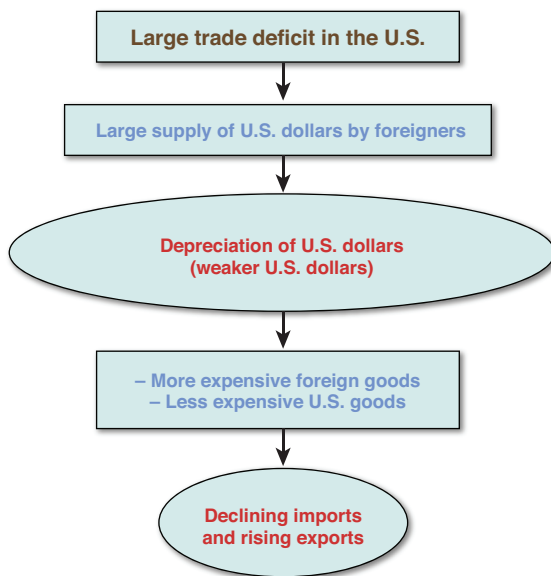 Large trade deficit in the U.S.
Large supply of U.S. dollars by foreigners
Depreciation of U.S. dollars
(weaker U.S. dollars)
– More expensive foreign goods
– Less expensive U.S. goods
Declining imports
and rising exports